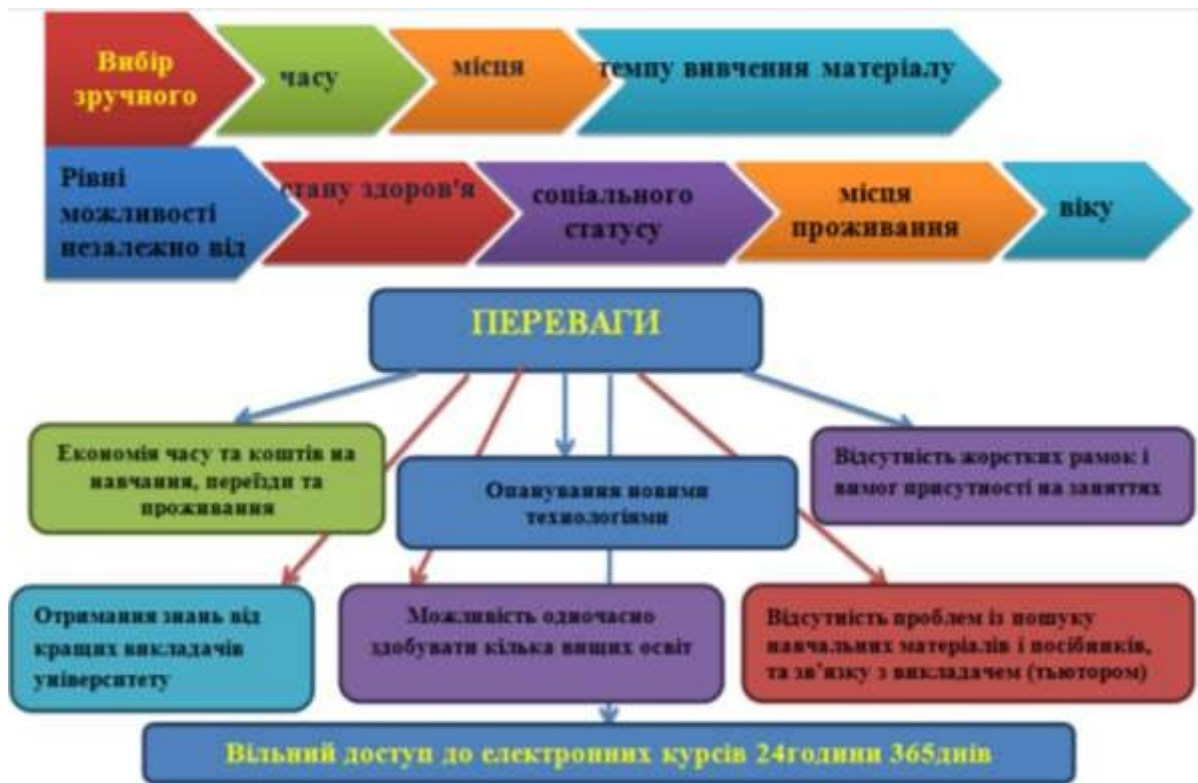 Вибір
зручного
часу
місця
темпу вивчення матеріалу
Рівні
можливості
незалежно від
стану здоров'я
соціального
статусу
місця
проживання
віку
ПЕРЕВАГИ
Економія часу та коштів на
навчання, переїзди та
проживання
Опанування новими
технологіями
Відсутність жорстких рамок і
вимог присутності на заняттях
Отримання знань від
кращих викладачів
університету
Можливість одночасно
здобувати кілька вищих освіт
Відсутність проблем із пошуку
навчальних матеріалів і посібників,
та зв'язку з викладачем (тьютором)
Вільний доступ до електронних курсів 24години 365днів